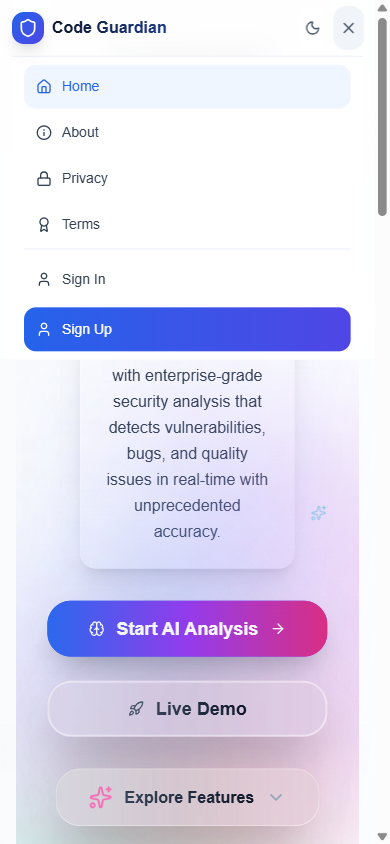 Code Guardian
Home
About
Privacy
Terms
Sign In
Sign Up
with enterprise-grade
security analysis that
detects vulnerabilities,
bugs, and quality
issues in real-time with
unprecedented
accuracy.
Start AI Analysis
Live Demo
Explore Features